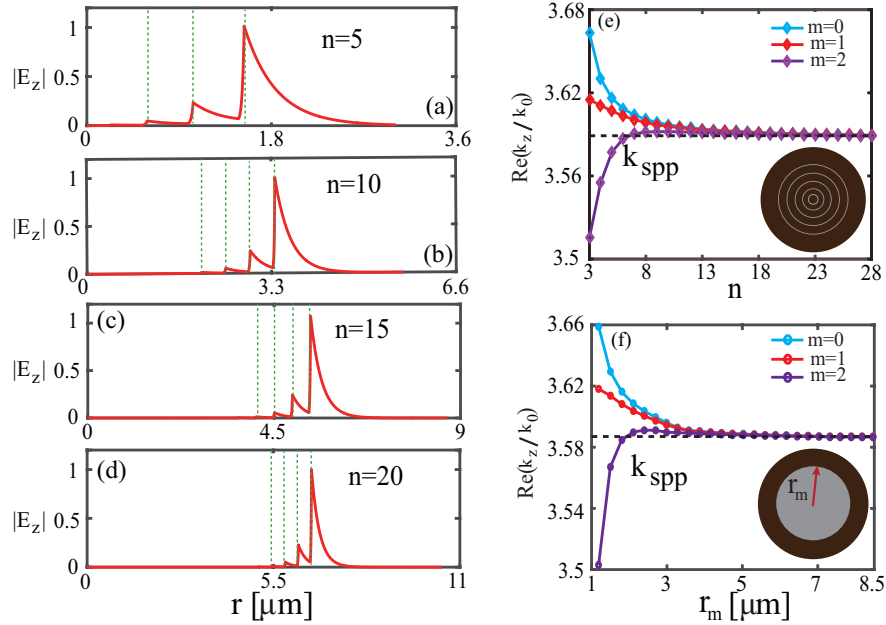 1
0.5
0
|E_z|
n=5
(a)
0
1.8
3.6
1
0.5
0
|E_z|
n=10
(b)
0
3.3
6.6
(c)
1
0.5
0
|E_z|
n=15
0
4.5
9
(d)
1
0.5
0
|E_z|
n=20
0
5.5
11
r [μm]
3.68
3.62
3.56
3.5
Re(k_z/k_0)
(e)
m=0
m=1
m=2
k_spp
3
8
13
18
23
28
n
3.66
3.62
3.58
3.54
3.5
Re(k_z/k_0)
(f)
m=0
m=1
m=2
k_spp
r_m
1
3
5
7
8.5
r_m [μm]